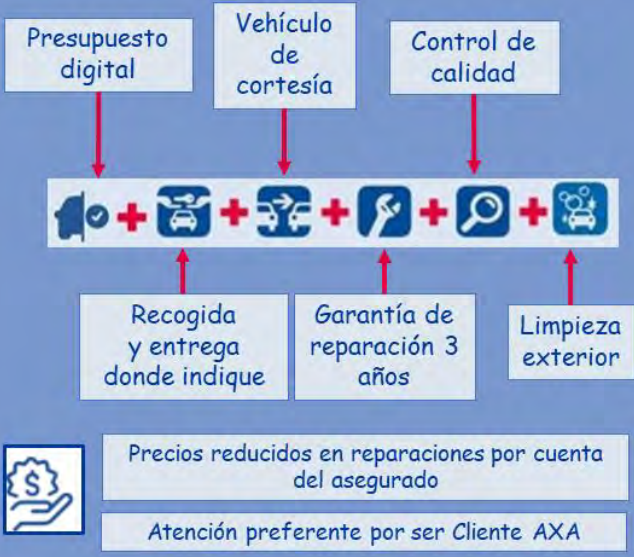 Presupuesto
digital
Vehículo
de
cortesía
Control de
calidad
Recogida
y entrega
donde indique
Garantía de
reparación 3
años
Limpieza
exterior
$
Precios reducidos en reparaciones por cuenta
del asegurado
Atención preferente por ser Cliente AXA